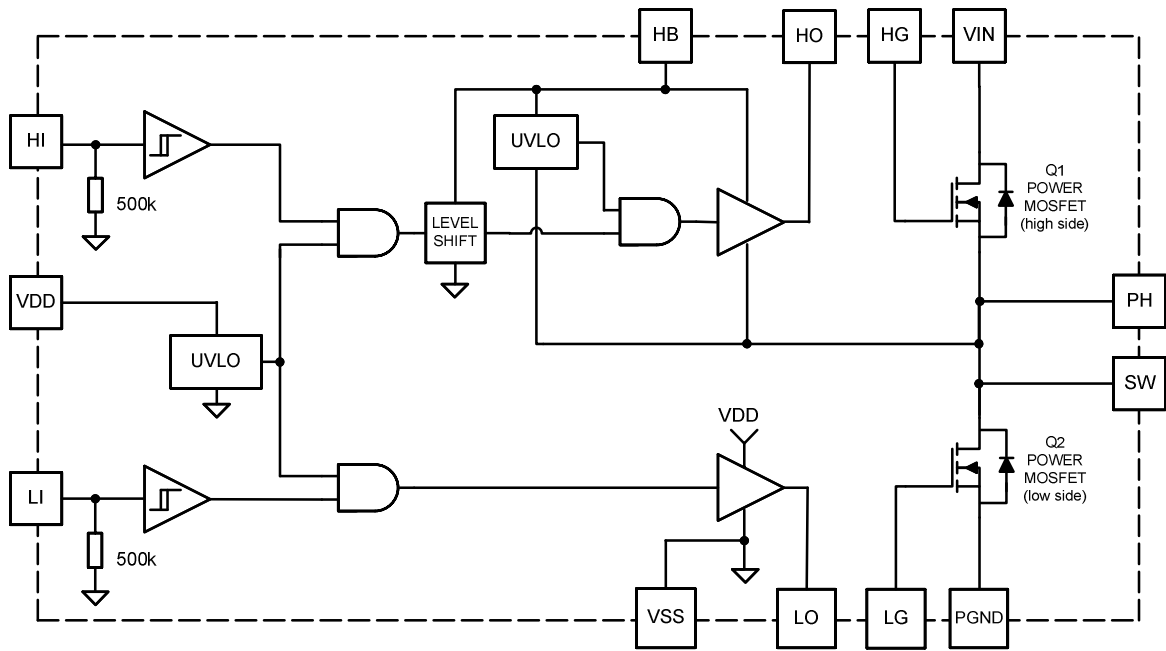 HB
HO
HG
VIN
HI
UVLO
500k
Q1
POWER
MOSFET
(high side)
LEVEL
SHIFT
VDD
PH
UVLO
SW
VDD
Q2
POWER
MOSFET
(low side)
LI
500k
VSS
LO
LG
PGND